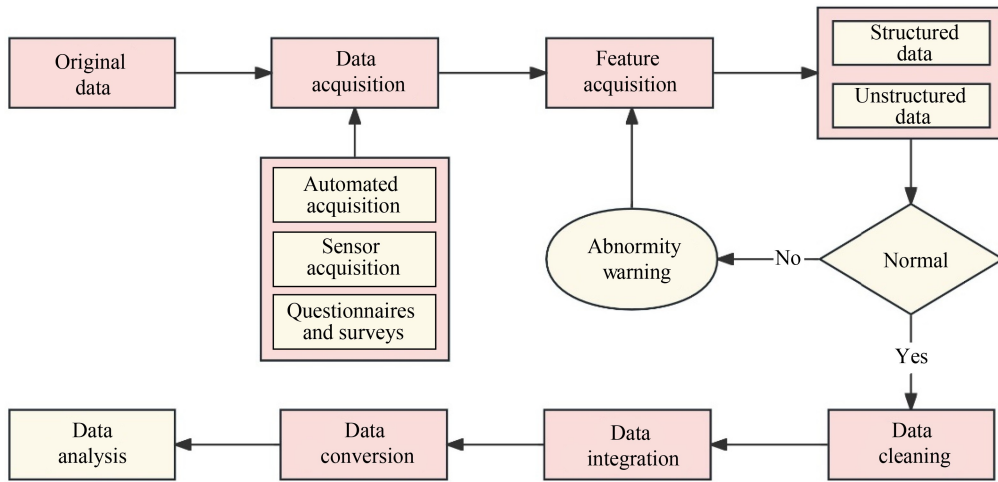 Original
data
Data
acquisition
Feature
acquisition
Structured
data
Unstructured
data
Automated
acquisition
Sensor
acquisition
Questionnaires
and surveys
Abnormity
warning
No
Normal
Yes
Data
analysis
Data
conversion
Data
integration
Data
cleaning